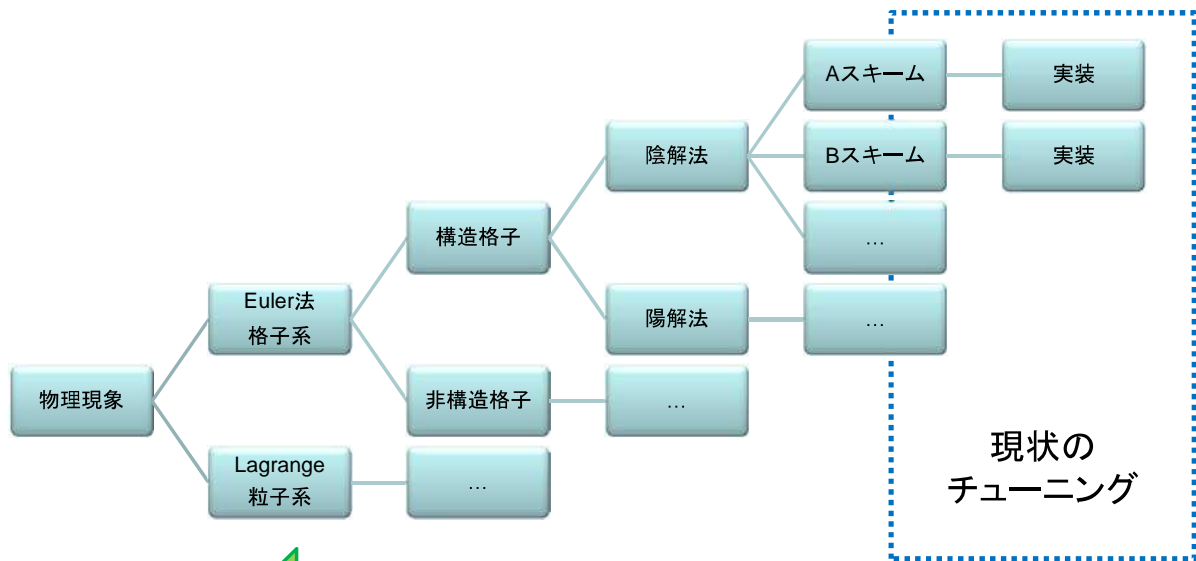 Aスキーム
実装
陰解法
Bスキーム
実装
構造格子
…
Euler法
格子系
陽解法
…
物理現象
非構造格子
…
Lagrange
粒子系
…
現状の
チューニング